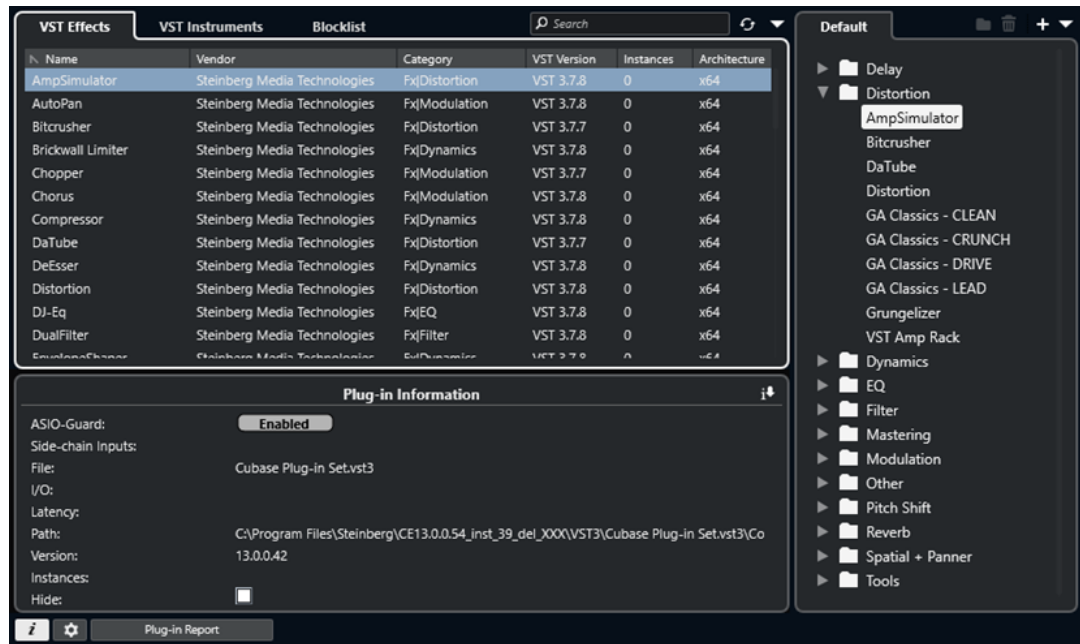 VST Effects VST Instruments Blocklist Search
Name Vendor Category VST Version Instances Architecture
AmpSimulator Steinberg Media Technologies Fx|Distortion VST 3.7.8 0 x64
AutoPan Steinberg Media Technologies Fx|Modulation VST 3.7.8 0 x64
Bitcrusher Steinberg Media Technologies Fx|Distortion VST 3.7.7 0 x64
Brickwall Limiter Steinberg Media Technologies Fx|Dynamics VST 3.7.8 0 x64
Chopper Steinberg Media Technologies Fx|Modulation VST 3.7.7 0 x64
Chorus Steinberg Media Technologies Fx|Modulation VST 3.7.8 0 x64
Compressor Steinberg Media Technologies Fx|Dynamics VST 3.7.8 0 x64
DaTube Steinberg Media Technologies Fx|Distortion VST 3.7.7 0 x64
DeEsser Steinberg Media Technologies Fx|Dynamics VST 3.7.8 0 x64
Distortion Steinberg Media Technologies Fx|Distortion VST 3.7.8 0 x64
DJ-Eq Steinberg Media Technologies Fx|EQ VST 3.7.8 0 x64
DualFilter Steinberg Media Technologies Fx|Filter VST 3.7.8 0 x64
EnvelopeShaper Steinberg Media Technologies Fx|Dynamics VST 3.7.8 0 x64
Plug-in Information
ASIO-Guard: Enabled
Side-chain Inputs:
File: Cubase Plug-in Set.vst3
I/O:
Latency:
Path: C:\Program Files\Steinberg\CE13.0.0.54_inst_39_del_XXX\VST3\Cubase Plug-in Set.vst3\Co
Version: 13.0.0.42
Instances:
Hide:
i Plug-in Report
Default
Delay
Distortion
AmpSimulator
Bitcrusher
DaTube
Distortion
GA Classics - CLEAN
GA Classics - CRUNCH
GA Classics - DRIVE
GA Classics - LEAD
Grungelizer
VST Amp Rack
Dynamics
EQ
Filter
Mastering
Modulation
Other
Pitch Shift
Reverb
Spatial + Panner
Tools